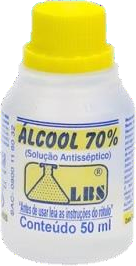 ÁLCOOL 70%
(Solução Antisséptico)
LBS ®
"Antes de usar leia as instruções do rótulo"
Conteúdo 50 ml